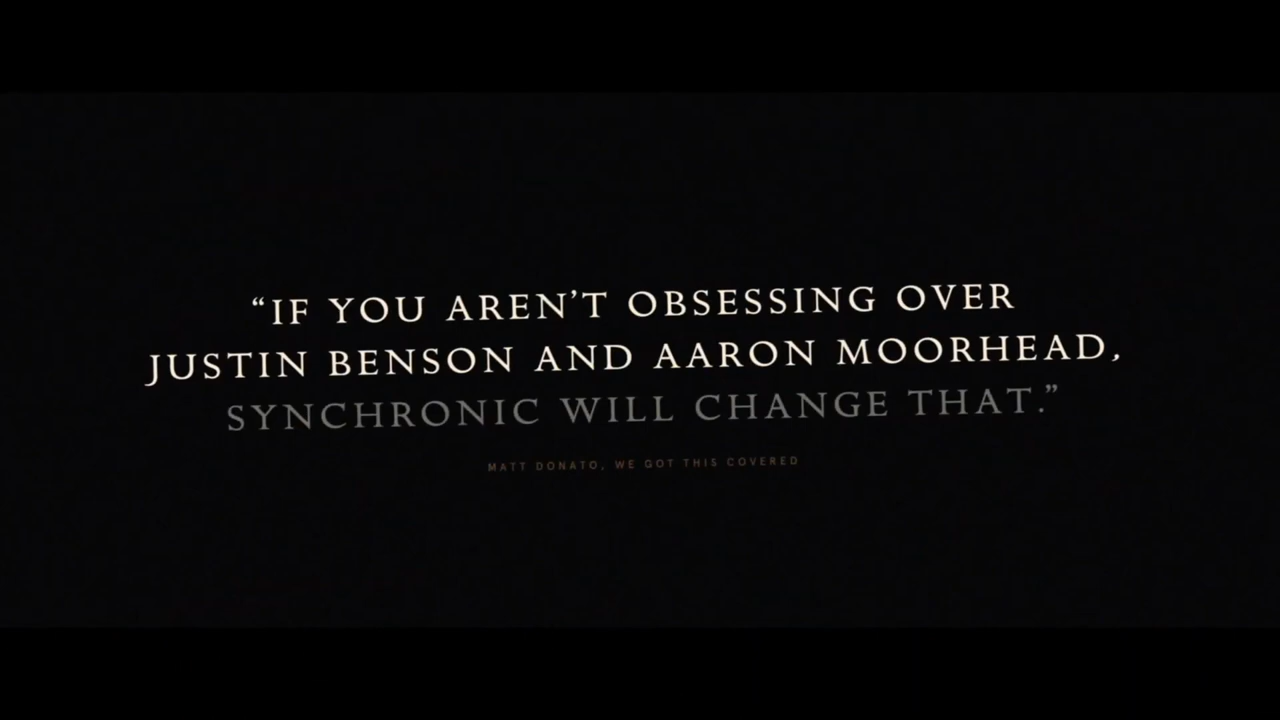 “IF YOU AREN’T OBSESSING OVER
JUSTIN BENSON AND AARON MOORHEAD,
SYNCHRONIC WILL CHANGE THAT.”
MATT DONATO, WE GOT THIS COVERED